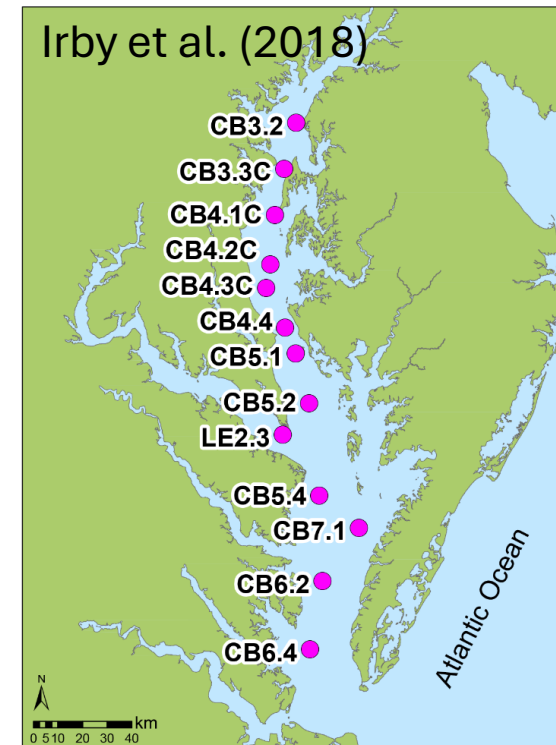 Irby et al. (2018)
CB3.2
CB3.3C
CB4.1C
CB4.2C
CB4.3C
CB4.4
CB5.1
CB5.2
LE2.3
CB5.4
CB7.1
CB6.2
CB6.4
Atlantic Ocean
N
km
0 5 10 20 30 40